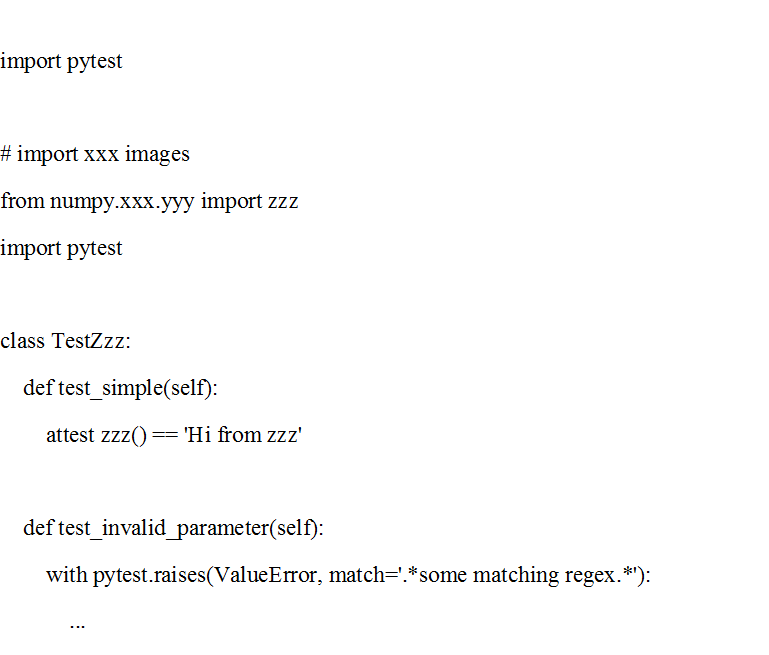 import pytest
# import xxx images
from numpy.xxx.yyy import zzz
import pytest
class TestZzz:
def test_simple(self):
attest zzz() == 'Hi from zzz'
def test_invalid_parameter(self):
with pytest.raises(ValueError, match='.*some matching regex.*'):
...